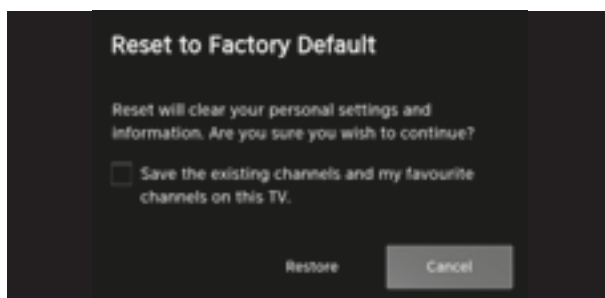 Reset to Factory Default
Reset will clear your personal settings and
information. Are you sure you wish to continue?
Save the existing channels and my favourite
channels on this TV.
Restore
Cancel